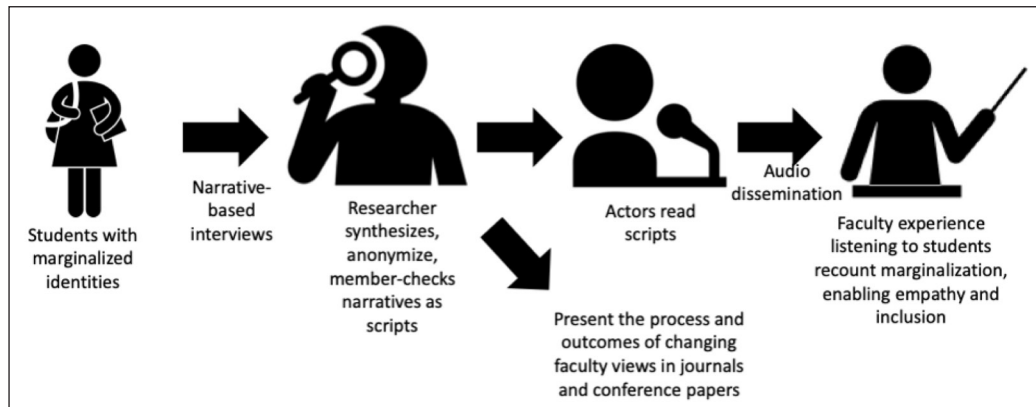 Students with
marginalized
identities
Narrative-
based
interviews
Researcher
synthesizes,
anonymize,
member-checks
narratives as
scripts
Present the process and
outcomes of changing
faculty views in journals
and conference papers
Actors read
scripts
Audio
dissemination
Faculty experience
listening to students
recount marginalization,
enabling empathy and
inclusion